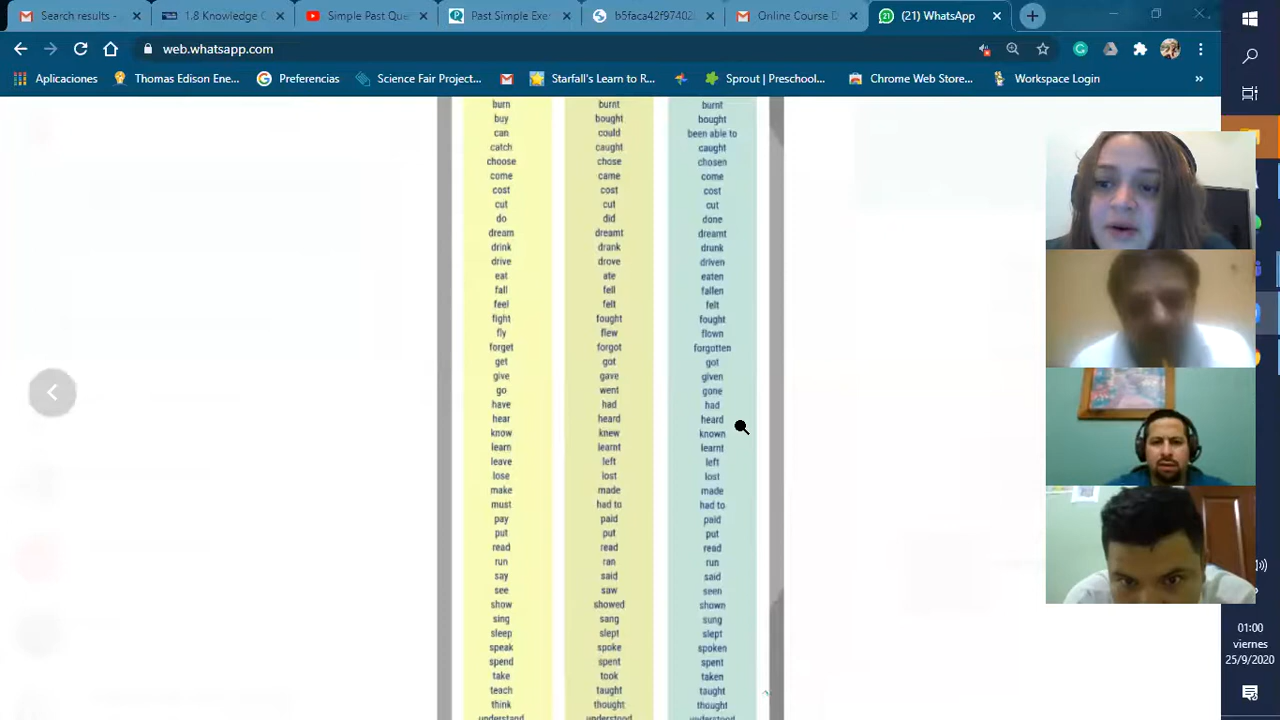 Search results -
1.8 Knowledge C
Simple Past Que
Past Simple Exe
b5faca42f97402
Online Course D
(21) WhatsApp
web.whatsapp.com
Aplicaciones
Thomas Edison Ene...
Preferencias
Science Fair Project...
Starfall's Learn to R...
Sprout | Preschool...
Chrome Web Store...
Workspace Login
»
burn burnt burnt
buy bought bought
can could been able to
catch caught caught
choose chose chosen
come came come
cost cost cost
cut cut cut
do did done
dream dreamt dreamt
drink drank drunk
drive drove driven
eat ate eaten
fall fell fallen
feel felt felt
fight fought fought
fly flew flown
forget forgot forgotten
get got got
give gave given
go went gone
have had had
hear heard heard
know knew known
learn learnt learnt
leave left left
lose lost lost
make made made
must had to had to
pay paid paid
put put put
read read read
run ran run
say said said
see saw seen
show showed shown
sing sang sung
sleep slept slept
speak spoke spoken
spend spent spent
take took taken
teach taught taught
think thought thought
understand understood understood
01:00
viernes
25/9/2020